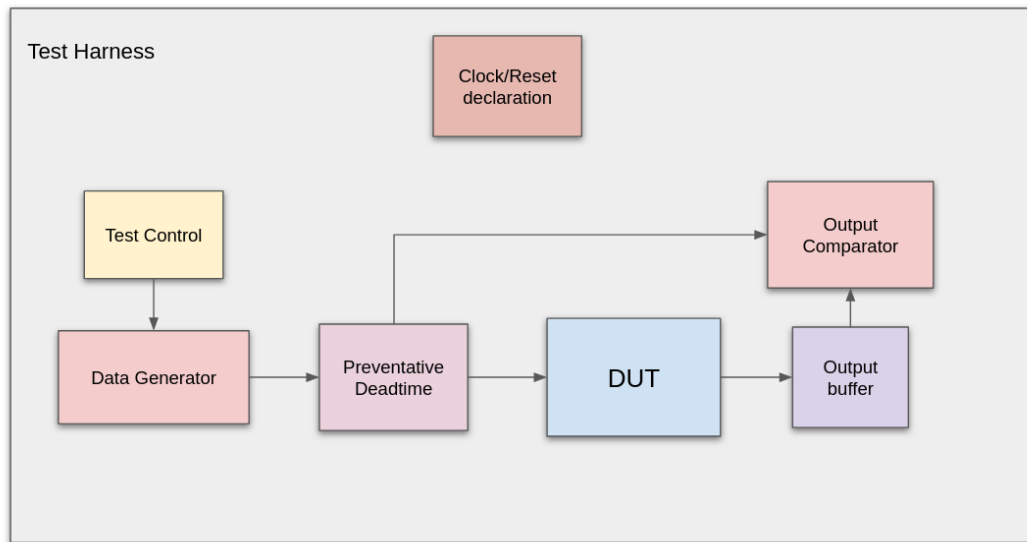 Test Harness
Clock/Reset
declaration
Test Control
Output
Comparator
Data Generator
Preventative
Deadtime
DUT
Output
buffer